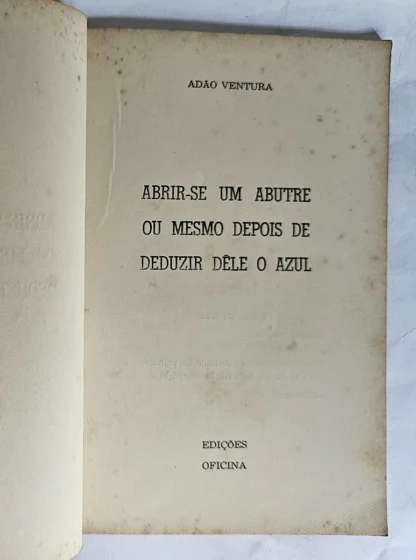 ADÃO VENTURA
ABRIR-SE UM ABUTRE
OU MESMO DEPOIS DE
DEDUZIR DÊLE O AZUL
EDIÇÕES
OFICINA